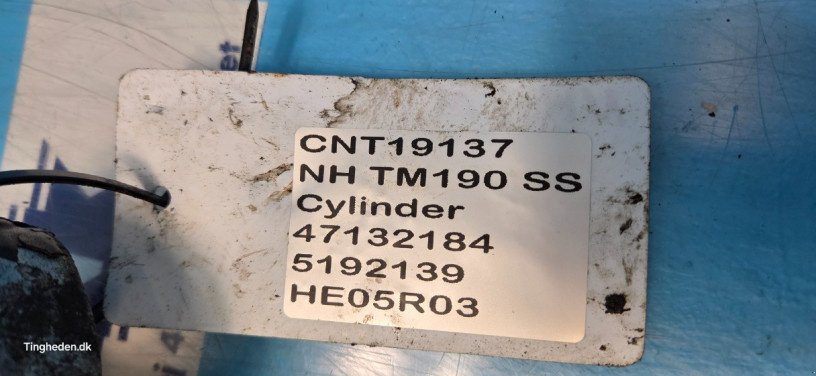 CNT19137
NH TM190 SS
Cylinder
47132184
5192139
HE05R03
Tingheden.dk